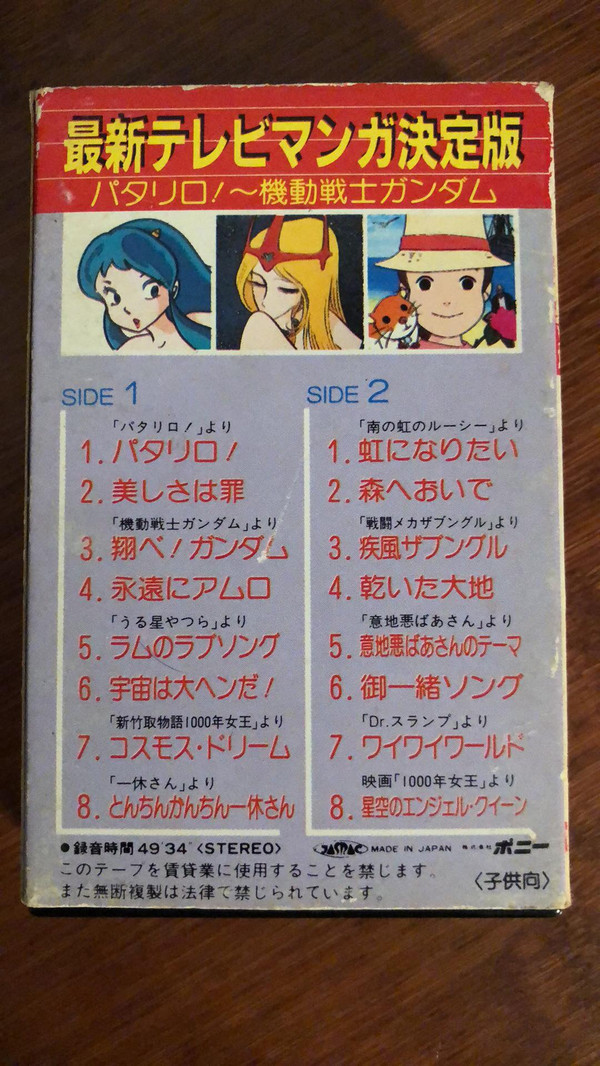 最新テレビマンガ決定版
パタリロ!〜機動戦士ガンダム
SIDE 1
「パタリロ!」より
1. パタリロ!
2. 美しさは罪
「機動戦士ガンダム」より
3. 翔べ!ガンダム
4. 永遠にアムロ
「うる星やつら」より
5. ラムのラブソング
6. 宇宙は大ヘンだ!
「新竹取物語1000年女王」より
7. コスモス・ドリーム
「一休さん」より
8. とんちんかんちん一休さん
SIDE 2
「南の虹のルーシー」より
1. 虹になりたい
2. 森へおいで
「戦闘メカザブングル」より
3. 疾風ザブングル
4. 乾いた大地
「意地悪ばあさん」より
5. 意地悪ばあさんのテーマ
6. 御一緒ソング
「Dr.スランプ」より
7. ワイワイワールド
映画「1000年女王」より
8. 星空のエンジェル・クイーン
●録音時間49'34"〈STEREO〉
JASRAC MADE IN JAPAN 株式会社 ポニー
このテープを賃貸業に使用することを禁じます。
また無断複製は法律で禁じられています。
〈子供向〉